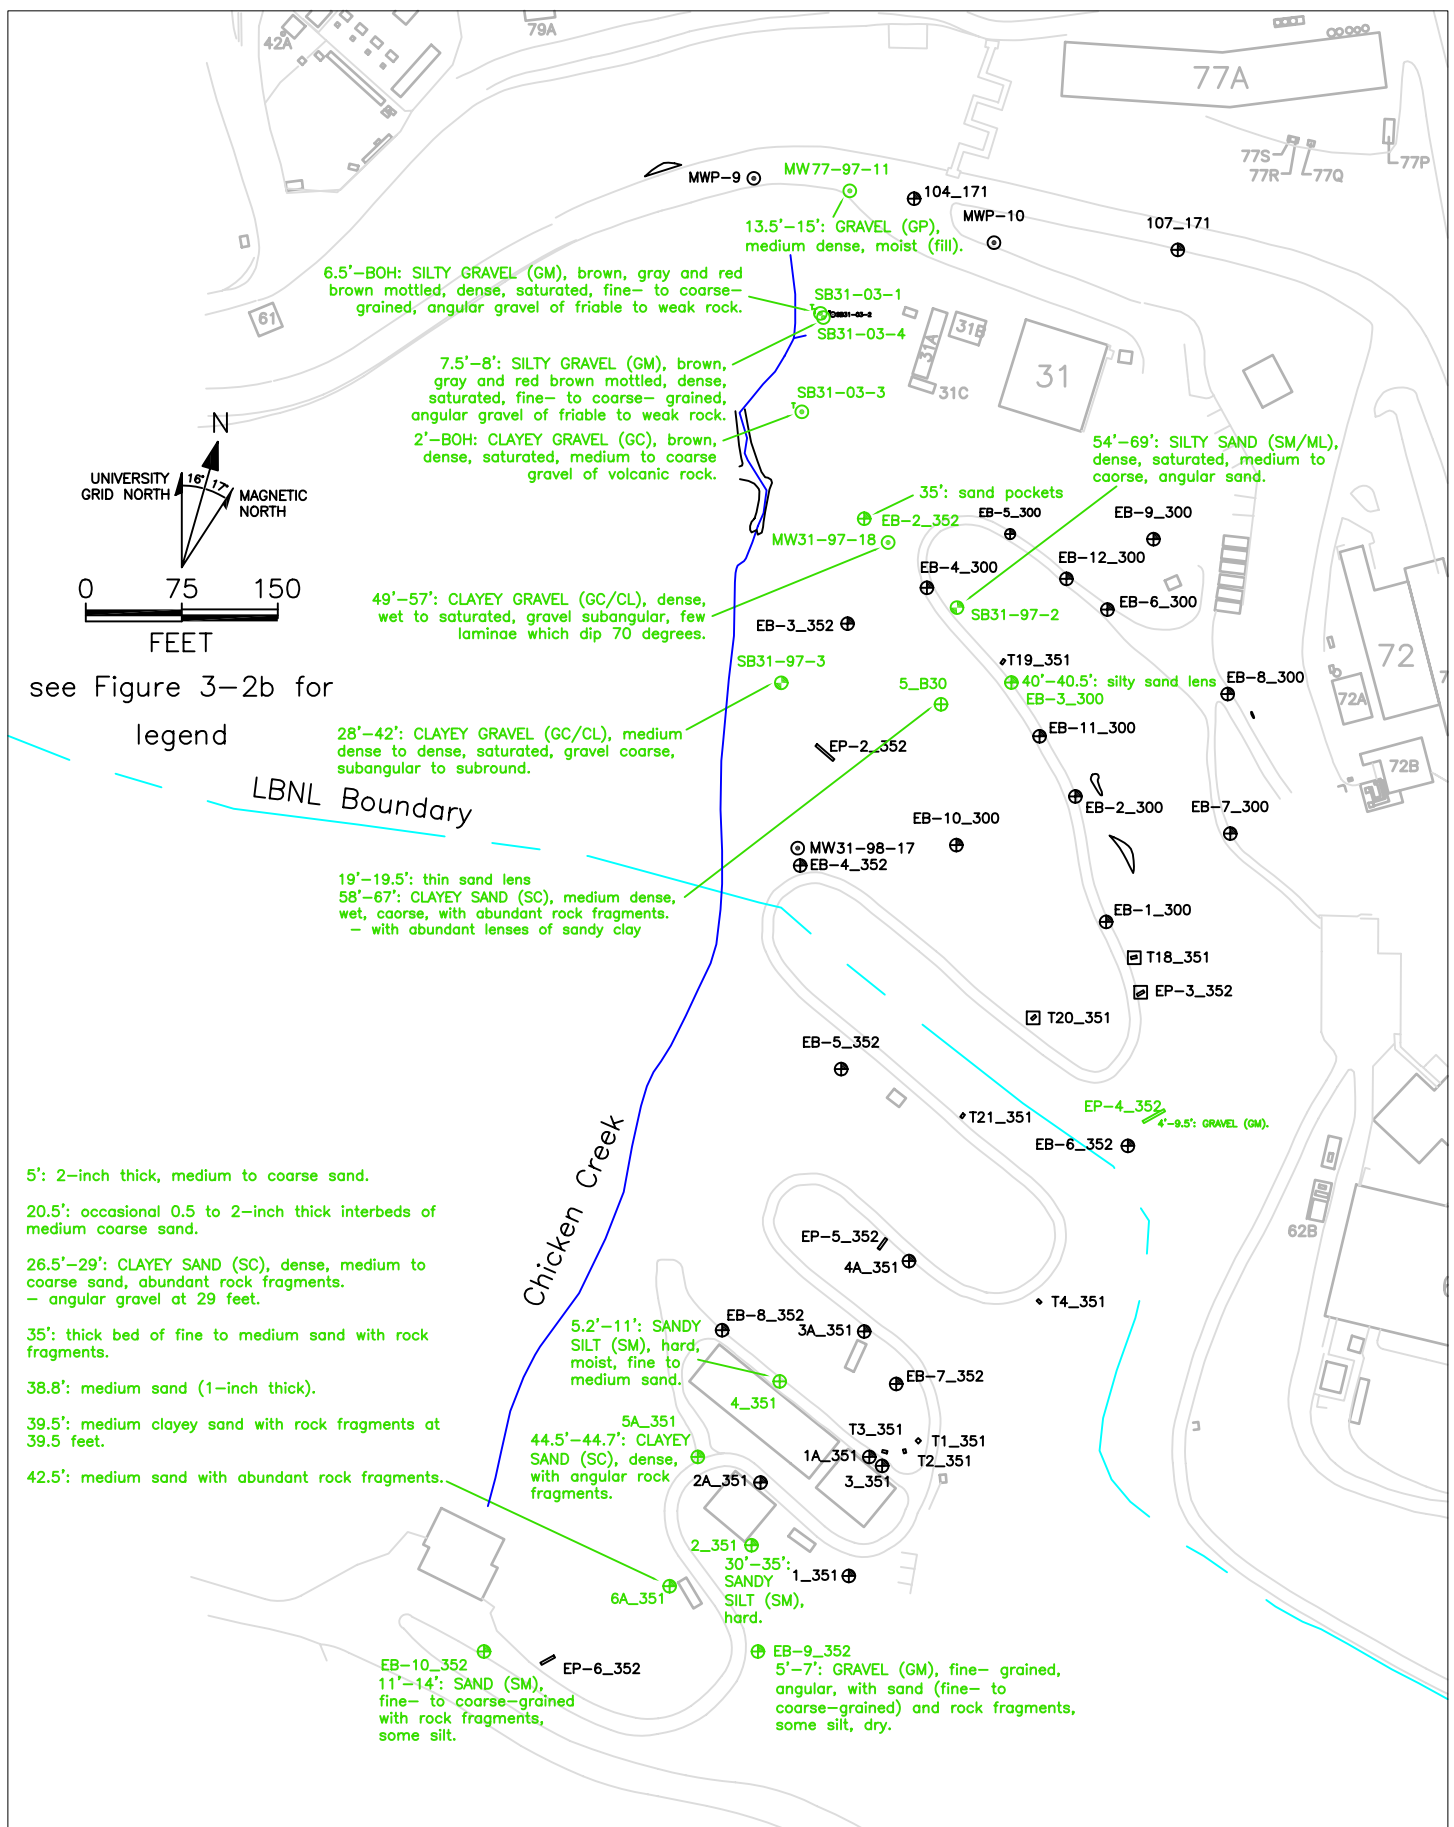 42A
79A
77A
77S
77R
77Q
77P
MWP-9
MW77-97-11
104_171
MWP-10
107_171
13.5'-15': GRAVEL (GP),
medium dense, moist (fill).
6.5'-BOH: SILTY GRAVEL (GM), brown, gray and red
brown mottled, dense, saturated, fine- to coarse-
grained, angular gravel of friable to weak rock.
SB31-03-1
SB31-03-2
SB31-03-4
61
31A
31B
31
31C
7.5'-8': SILTY GRAVEL (GM), brown,
gray and red brown mottled, dense,
saturated, fine- to coarse- grained,
angular gravel of friable to weak rock.
SB31-03-3
2'-BOH: CLAYEY GRAVEL (GC), brown,
dense, saturated, medium to coarse
gravel of volcanic rock.
54'-69': SILTY SAND (SM/ML),
dense, saturated, medium to
caorse, angular sand.
N
UNIVERSITY
GRID NORTH
16°
17°
MAGNETIC
NORTH
35': sand pockets
EB-2_352
EB-5_300
EB-9_300
MW31-97-18
EB-4_300
EB-12_300
EB-6_300
0 75 150
FEET
see Figure 3-2b for
legend
49'-57': CLAYEY GRAVEL (GC/CL), dense,
wet to saturated, gravel subangular, few
laminae which dip 70 degrees.
SB31-97-2
EB-3_352
72
72A
72B
SB31-97-3
T19_351
5_B30
40'-40.5': silty sand lens
EB-3_300
EB-8_300
28'-42': CLAYEY GRAVEL (GC/CL), medium
dense to dense, saturated, gravel coarse,
subangular to subround.
EP-2_352
EB-11_300
LBNL Boundary
EB-2_300
EB-7_300
EB-10_300
MW31-98-17
EB-4_352
19'-19.5': thin sand lens
58'-67': CLAYEY SAND (SC), medium dense,
wet, caorse, with abundant rock fragments.
- with abundant lenses of sandy clay
EB-1_300
T18_351
EP-3_352
T20_351
EB-5_352
T21_351
EP-4_352
4'-9.5': GRAVEL (GM).
EB-6_352
Chicken Creek
62B
5': 2-inch thick, medium to coarse sand.
20.5': occasional 0.5 to 2-inch thick interbeds of
medium coarse sand.
26.5'-29': CLAYEY SAND (SC), dense, medium to
coarse sand, abundant rock fragments.
- angular gravel at 29 feet.
35': thick bed of fine to medium sand with rock
fragments.
38.8': medium sand (1-inch thick).
39.5': medium clayey sand with rock fragments at
39.5 feet.
42.5': medium sand with abundant rock fragments.
EP-5_352
4A_351
T4_351
EB-8_352
3A_351
5.2'-11': SANDY
SILT (SM), hard,
moist, fine to
medium sand.
4_351
EB-7_352
5A_351
44.5'-44.7': CLAYEY
SAND (SC), dense,
with angular rock
fragments.
T3_351
T1_351
T2_351
1A_351
3_351
2A_351
2_351
30'-35':
SANDY
SILT (SM),
hard.
1_351
6A_351
EB-10_352
11'-14': SAND (SM),
fine- to coarse-grained
with rock fragments,
some silt.
EP-6_352
EB-9_352
5'-7': GRAVEL (GM), fine- grained,
angular, with sand (fine- to
coarse-grained) and rock fragments,
some silt, dry.